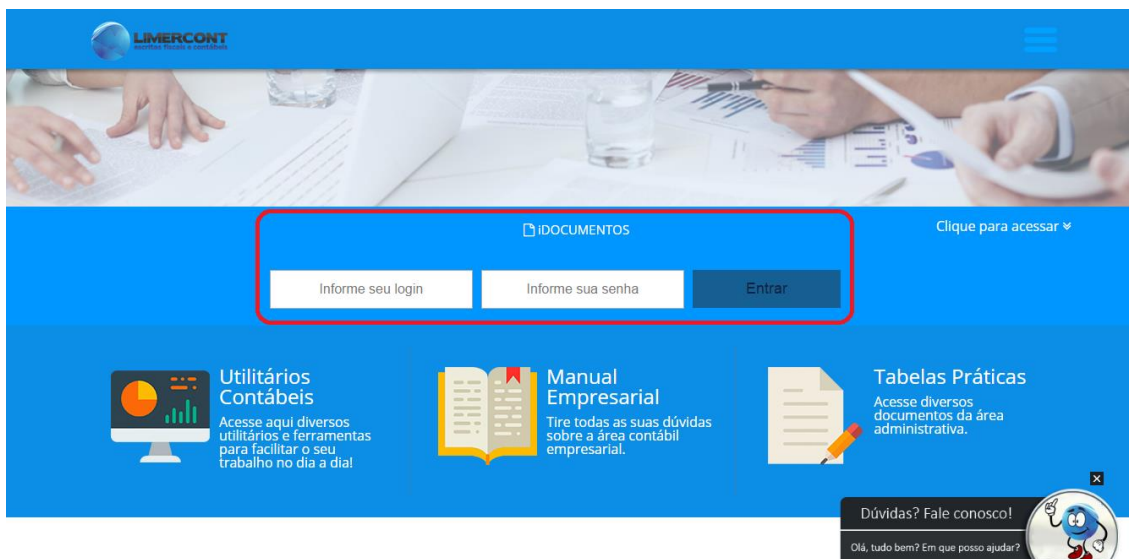 LIMERCONT
escritos fiscais e contábeis
iDOCUMENTOS
Clique para acessar
Informe seu login
Informe sua senha
Entrar
Utilitários
Contábeis
Acesse aqui diversos
utilitários e ferramentas
para facilitar o seu
trabalho no dia a dia!
Manual
Empresarial
Tire todas as suas dúvidas
sobre a área contábil
empresarial.
Tabelas Práticas
Acesse diversos
documentos da área
administrativa.
Dúvidas? Fale conosco!
Olá, tudo bem? Em que posso ajudar?